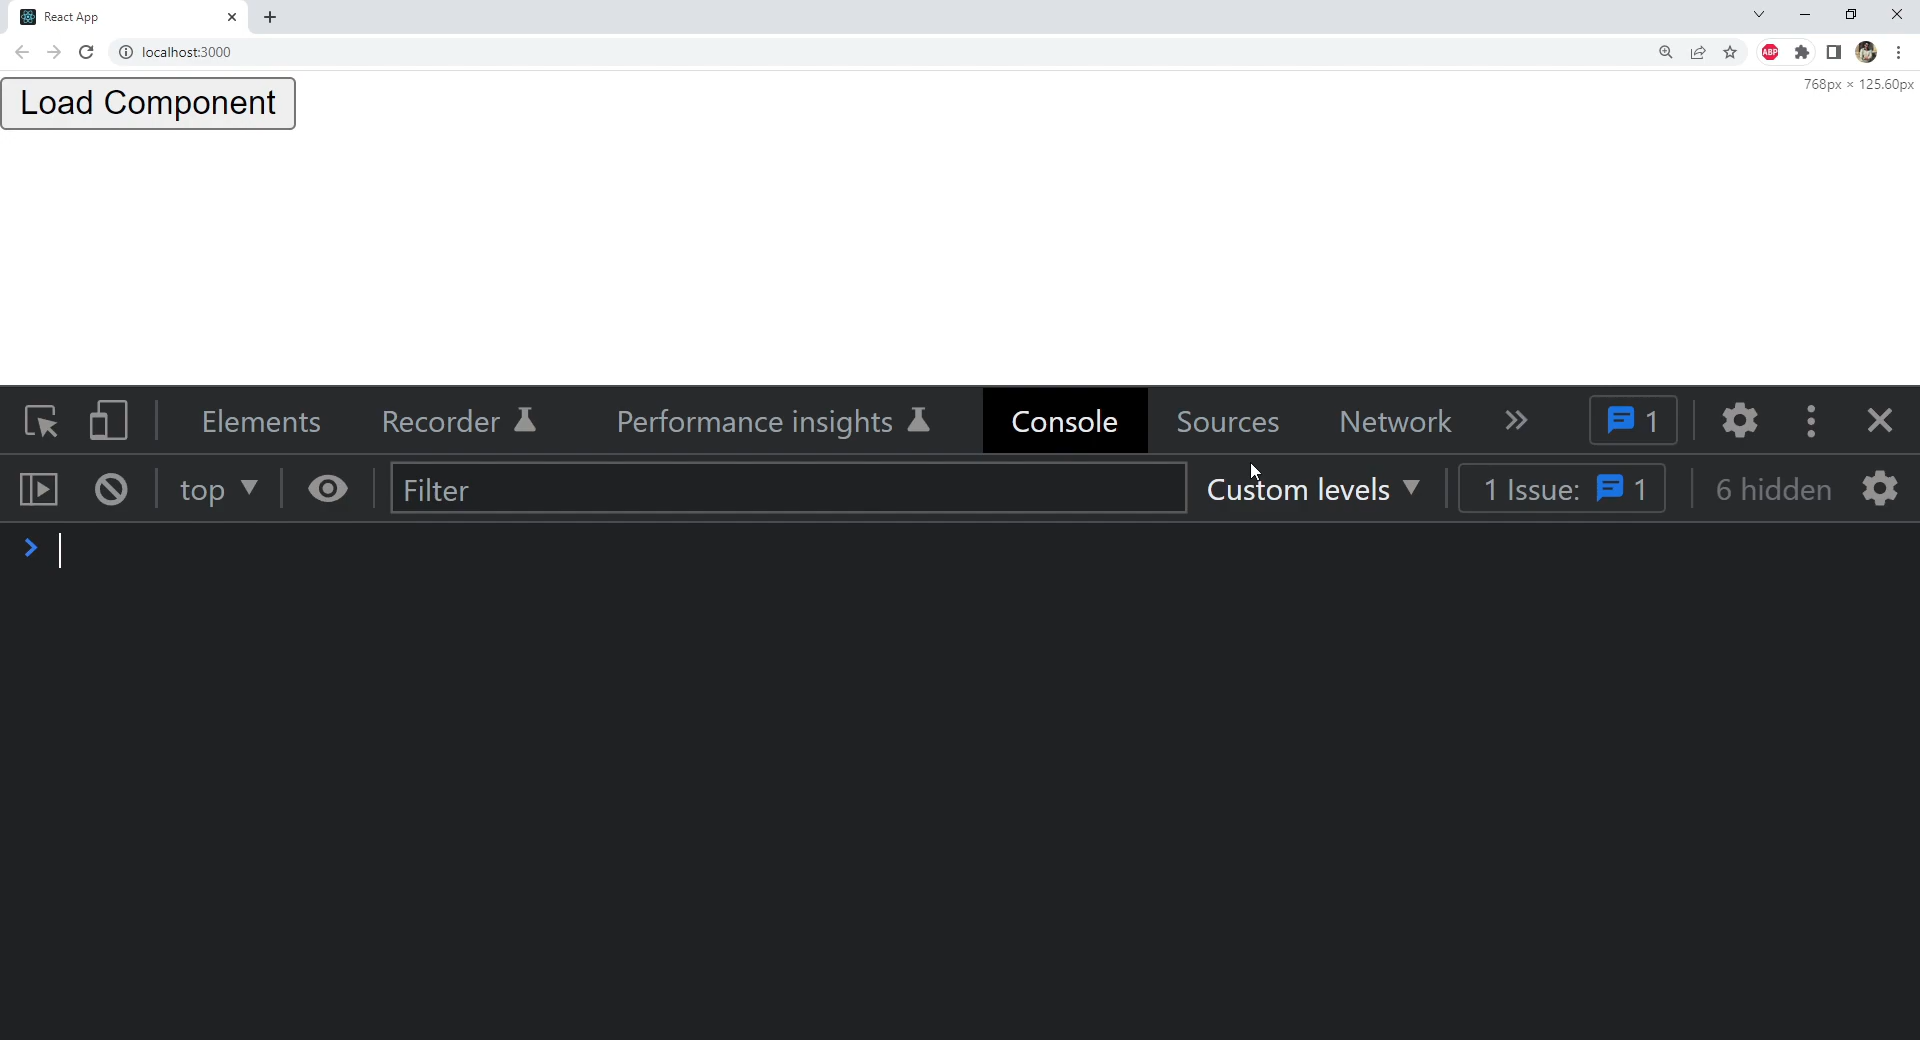 React App
localhost:3000
ABP
Load Component
768px × 125.60px
Elements Recorder Performance insights Console Sources Network 1
top Filter Custom levels 1 Issue: 1 6 hidden